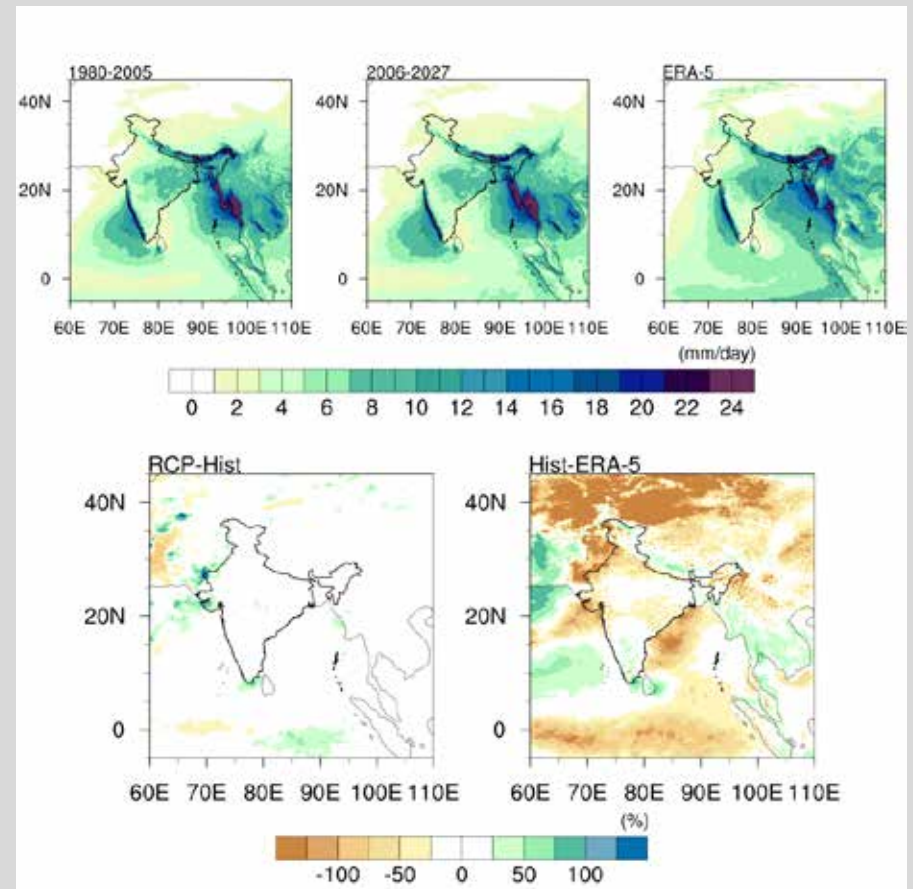 1980-2005 2006-2027 ERA-5
40N 40N 40N
20N 20N 20N
0 0 0
60E 70E 80E 90E 100E 110E 60E 70E 80E 90E 100E 110E 60E 70E 80E 90E 100E 110E
(mm/day)
0 2 4 6 8 10 12 14 16 18 20 22 24
RCP-Hist Hist-ERA-5
40N 40N
20N 20N
0 0
60E 70E 80E 90E 100E 110E 60E 70E 80E 90E 100E 110E
(%)
-100 -50 0 50 100